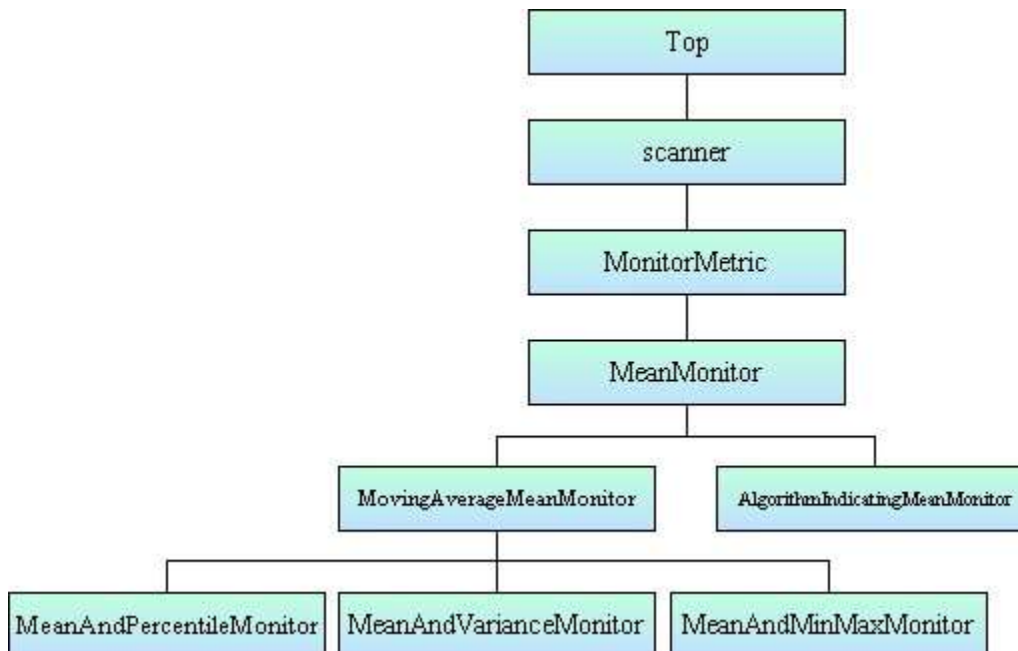 Top
scanner
MonitorMetric
MeanMonitor
MovingAverageMeanMonitor
AlgorithmIndicatingMeanMonitor
MeanAndPercentileMonitor
MeanAndVarianceMonitor
MeanAndMinMaxMonitor